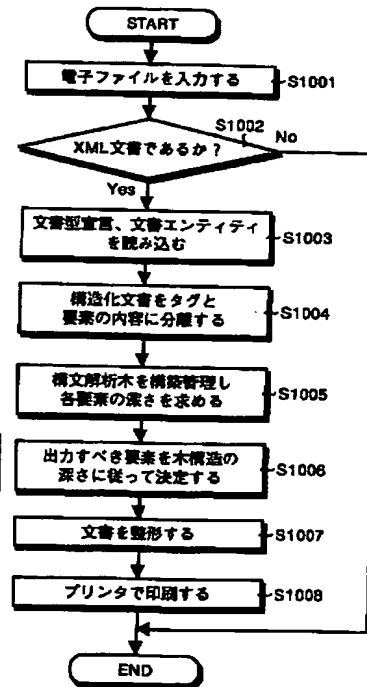 START
電子ファイルを入力する
S1001
S1002
XML文書であるか?
No
Yes
文書型宣言、文書エンティティ
を読み込む
S1003
構造化文書をタグと
要素の内容に分離する
S1004
構文解析木を構築管理し
各要素の深さを求める
S1005
出力すべき要素を木構造の
深さに従って決定する
S1006
文書を整形する
S1007
プリンタで印刷する
S1008
END